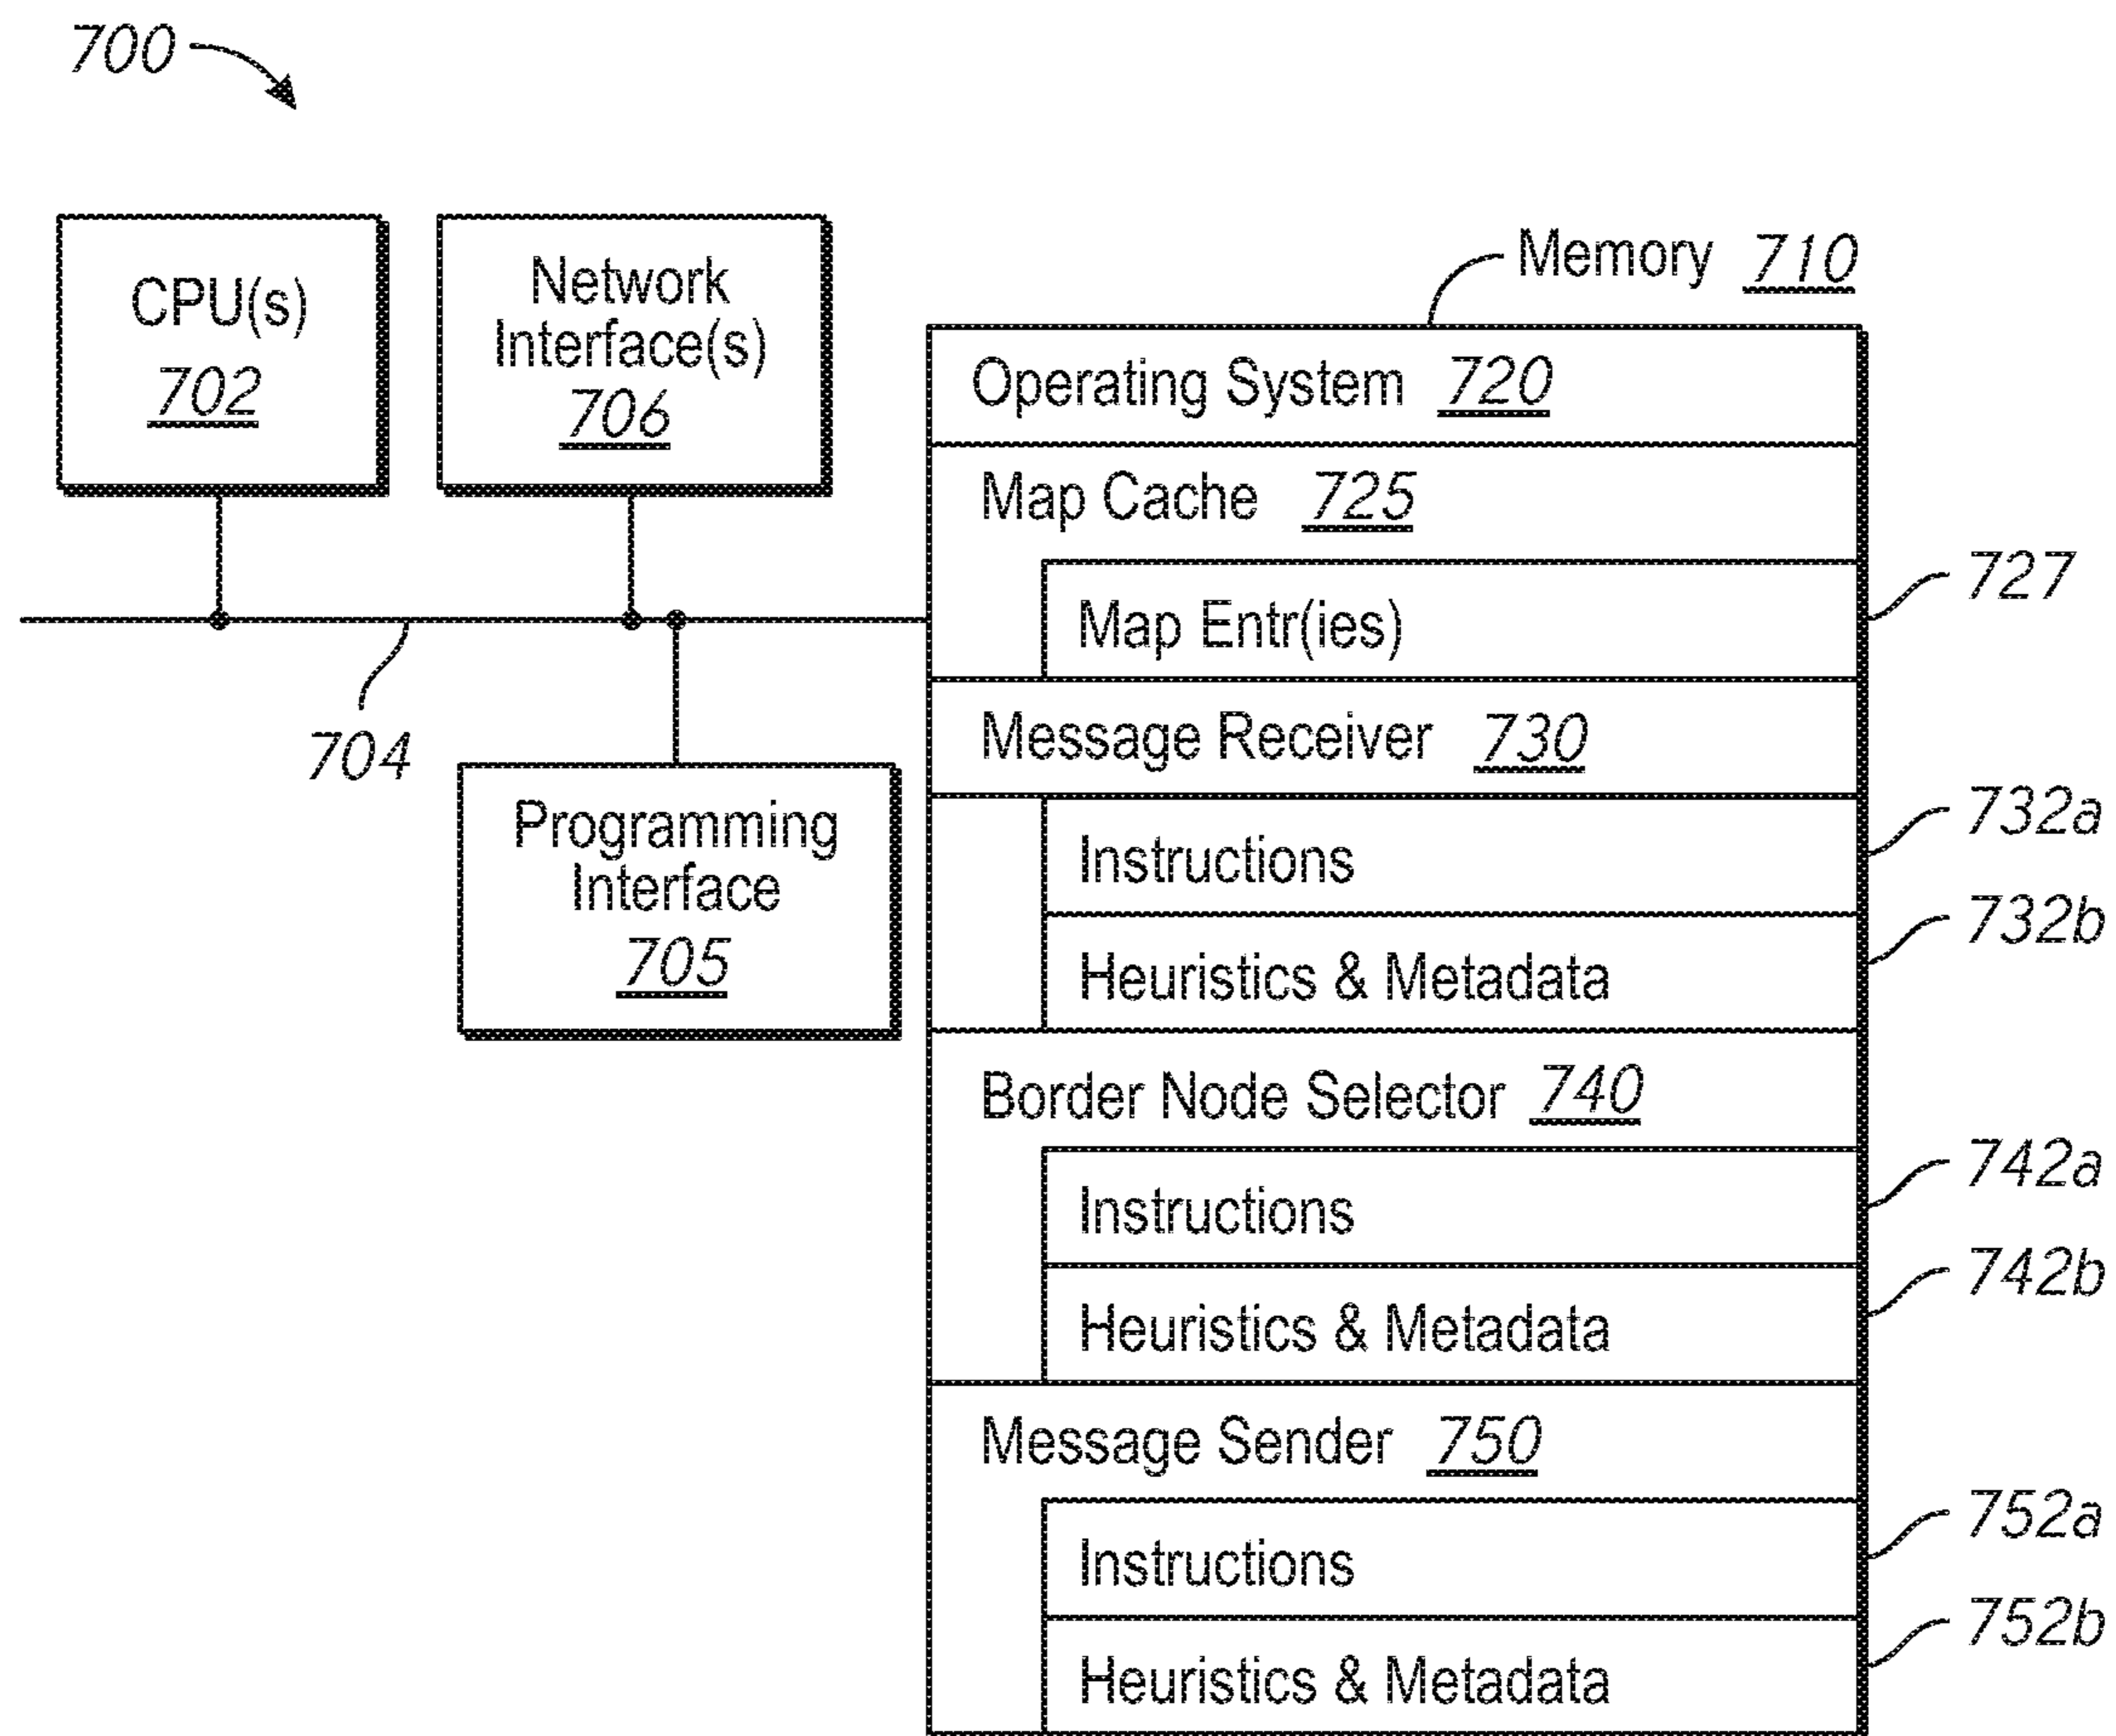 700
CPU(s)
702
Network
Interface(s)
706
704
Programming
Interface
705
Memory 710
Operating System 720
Map Cache 725
Map Entr(ies)
727
Message Receiver 730
Instructions
732a
Heuristics & Metadata
732b
Border Node Selector 740
Instructions
742a
Heuristics & Metadata
742b
Message Sender 750
Instructions
752a
Heuristics & Metadata
752b